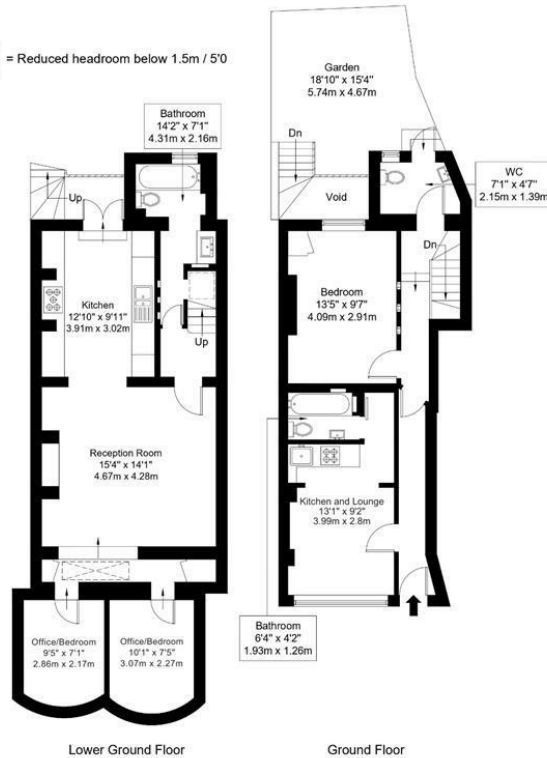 = Reduced headroom below 1.5m / 5'0
Garden
18'10" x 15'4"
5.74m x 4.67m
Bathroom
14'2" x 7'1"
4.31m x 2.16m
Dn
WC
7'1" x 4'7"
2.15m x 1.39m
Up
Void
Dn
Kitchen
12'10" x 9'11"
3.91m x 3.02m
Bedroom
13'5" x 9'7"
4.09m x 2.91m
Up
Reception Room
15'4" x 14'1"
4.67m x 4.28m
Kitchen and Lounge
13'1" x 9'2"
3.99m x 2.8m
Office/Bedroom
9'5" x 7'1"
2.86m x 2.17m
Office/Bedroom
10'1" x 7'5"
3.07m x 2.27m
Bathroom
6'4" x 4'2"
1.93m x 1.26m
Lower Ground Floor
Ground Floor